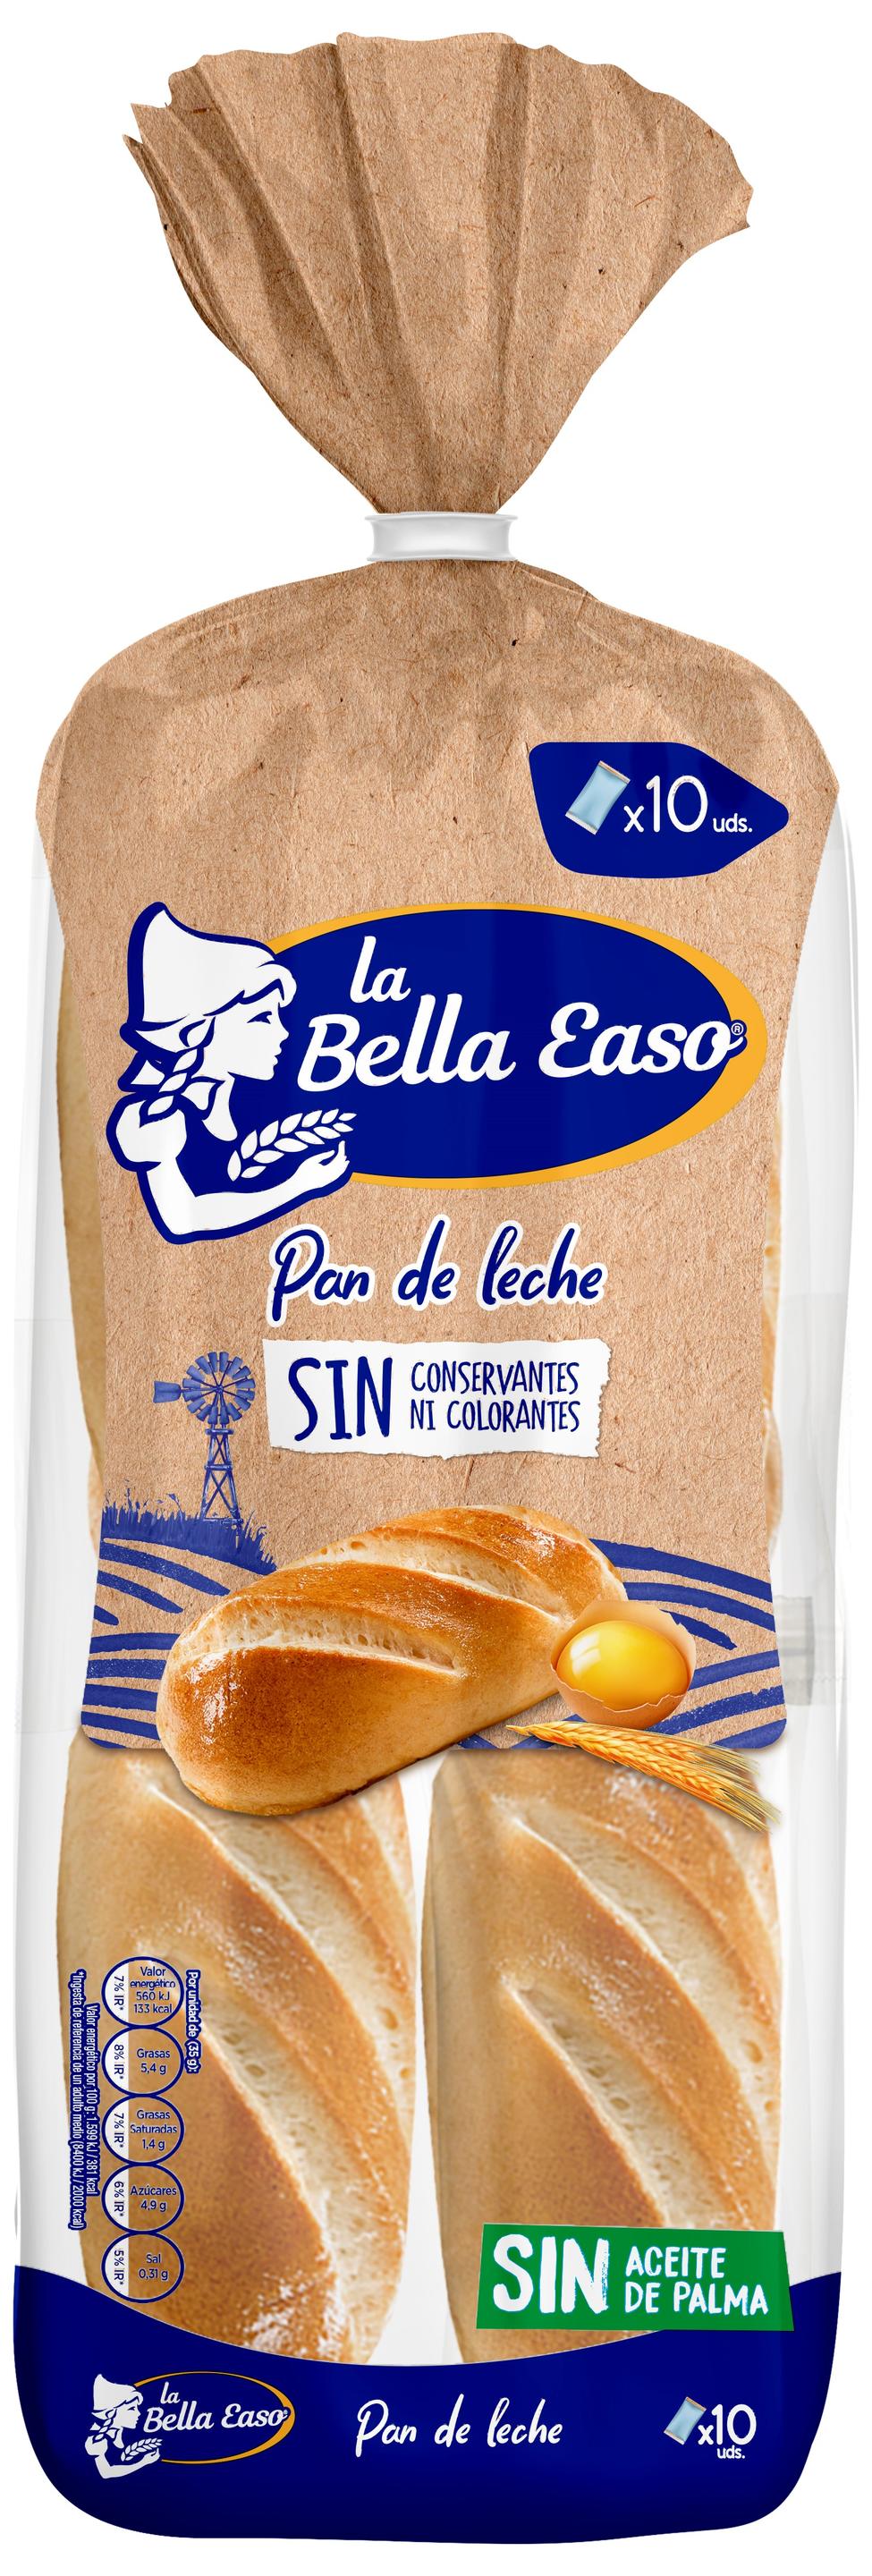 x10 uds.
la
Bella Easo®
Pan de leche
SIN CONSERVANTES
NI COLORANTES
Por unidad de (35 g):
Valor
energético
560 kJ
133 kcal
7% IR*
Grasas
5,4 g
8% IR*
Grasas
Saturadas
1,4 g
7% IR*
Azúcares
4,9 g
6% IR*
Sal
0,31 g
5% IR*
Valor energético por 100 g: 1.599 kJ / 381 kcal
*Ingesta de referencia de un adulto medio (8400 kJ / 2000 kcal)
SIN ACEITE
DE PALMA
la
Bella Easo
Pan de leche
x10
uds.